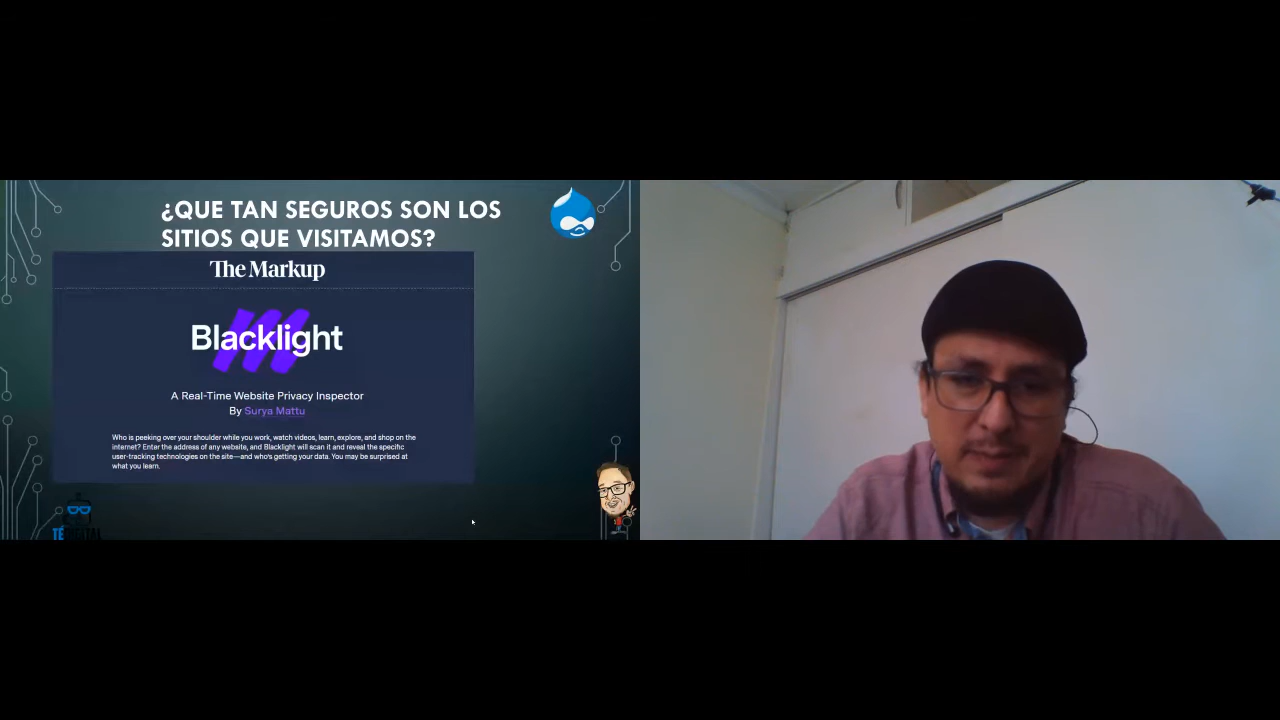 ¿QUE TAN SEGUROS SON LOS
SITIOS QUE VISITAMOS?
The Markup
Blacklight
A Real-Time Website Privacy Inspector
By Surya Mattu
Who is peeking over your shoulder while you work, watch videos, learn, explore, and shop on the
internet? Enter the address of any website, and Blacklight will scan it and reveal the specific
user-tracking technologies on the site—and who's getting your data. You may be surprised at
what you learn.
TÉ DIGITAL